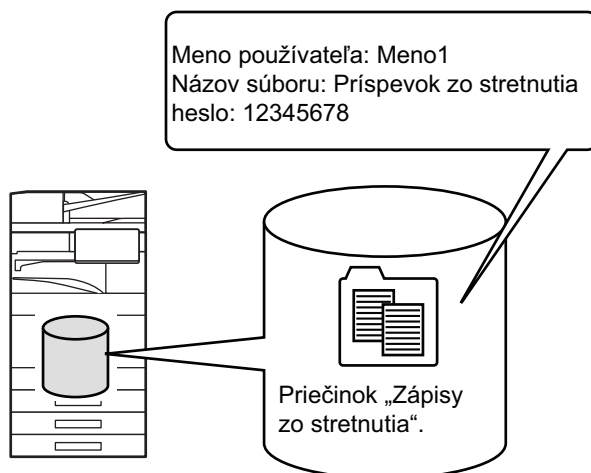 Meno používateľa: Meno1
Názov súboru: Príspevok zo stretnutia
heslo: 12345678
Priečinok „Zápisy
zo stretnutia“.